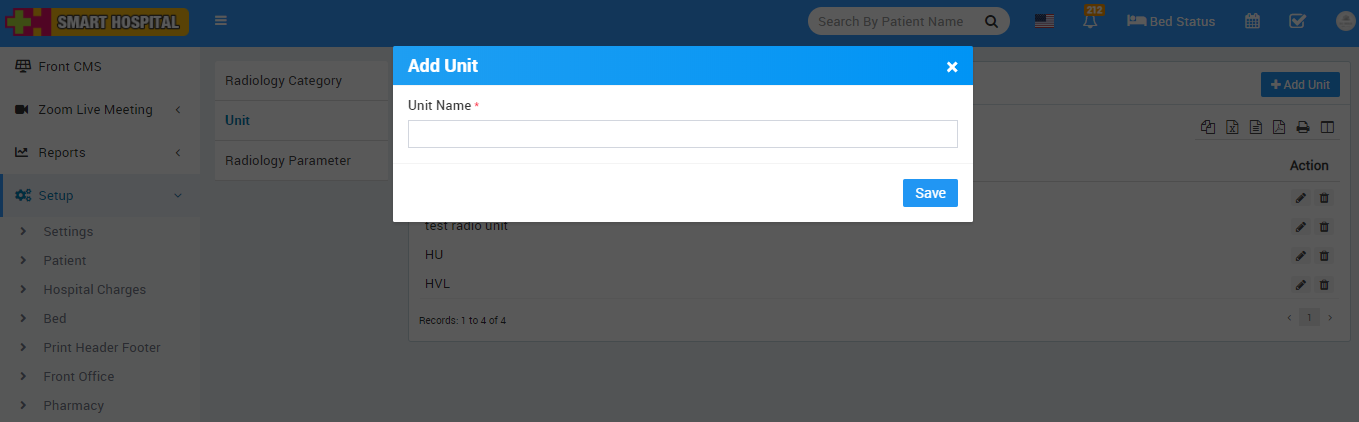 SMART HOSPITAL
Search By Patient Name
212
Bed Status
Front CMS
Zoom Live Meeting
Reports
Setup
Settings
Patient
Hospital Charges
Bed
Print Header Footer
Front Office
Pharmacy
Radiology Category
Unit
Radiology Parameter
Add Unit
×
Unit Name *
Save
+ Add Unit
Action
test radio unit
HU
HVL
Records: 1 to 4 of 4
‹ 1 ›